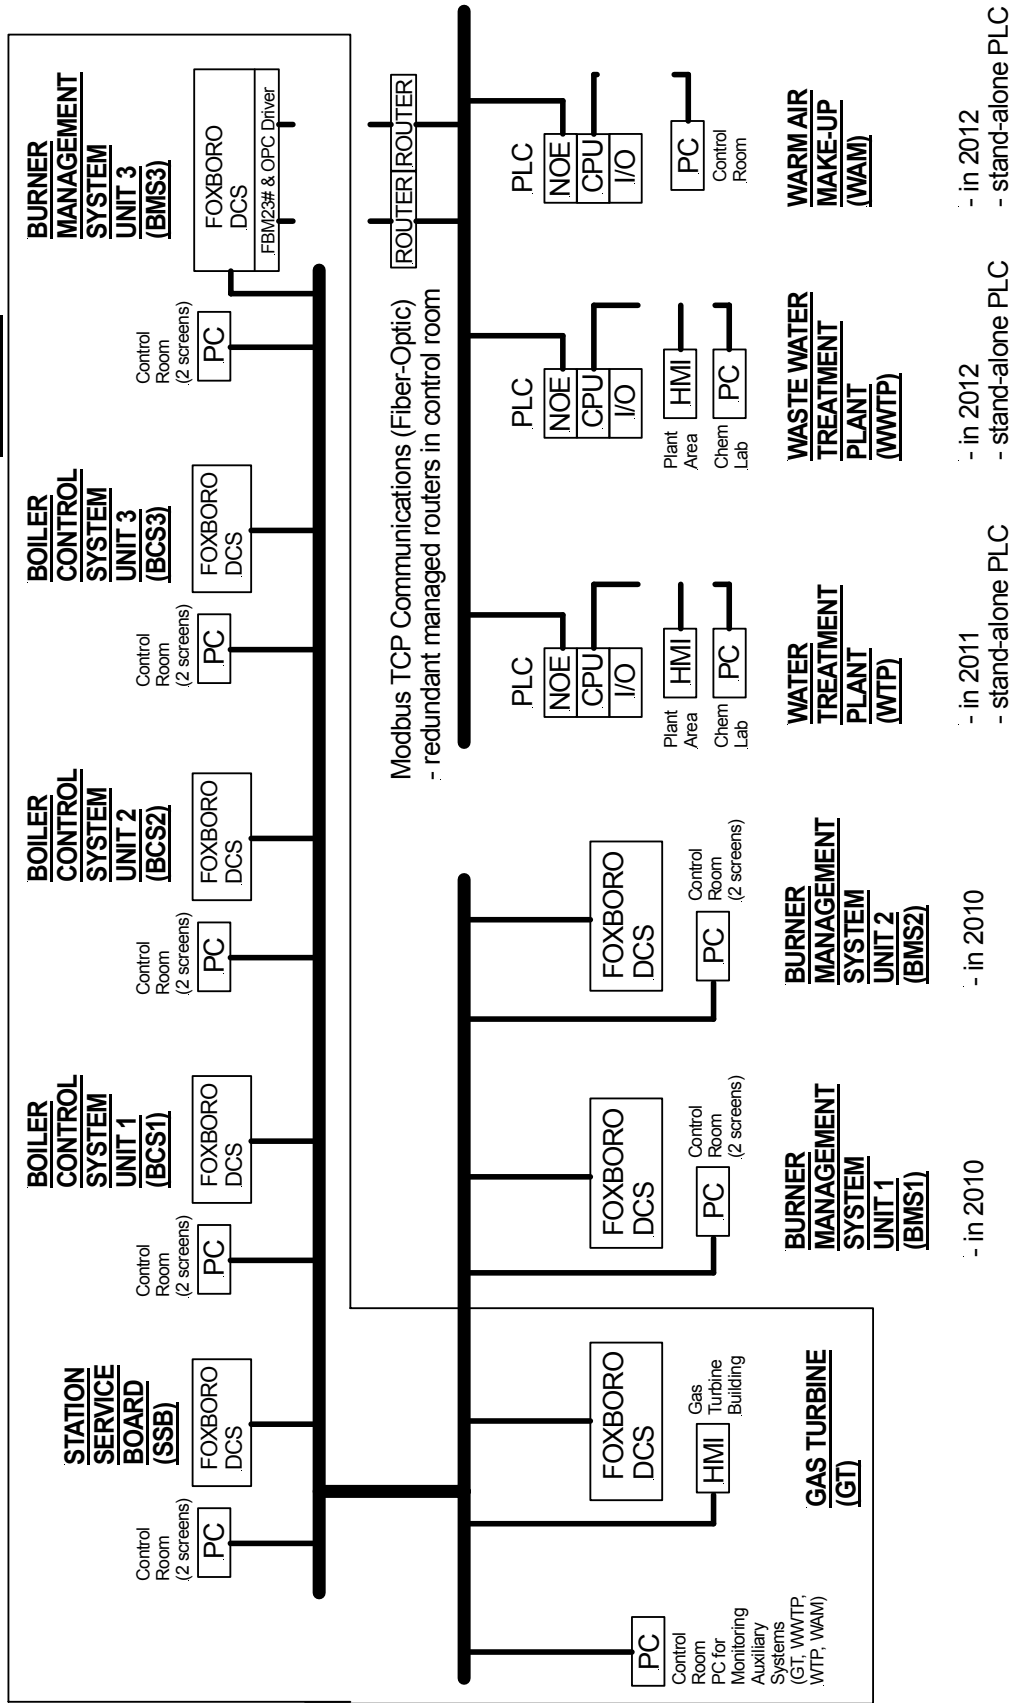 STATION
SERVICE
BOARD
(SSB)
Control
Room
(2 screens)
PC
FOXBORO
DCS
BOILER
CONTROL
SYSTEM
UNIT 1
(BCS1)
Control
Room
(2 screens)
PC
FOXBORO
DCS
BOILER
CONTROL
SYSTEM
UNIT 2
(BCS2)
Control
Room
(2 screens)
PC
FOXBORO
DCS
BOILER
CONTROL
SYSTEM
UNIT 3
(BCS3)
Control
Room
(2 screens)
PC
FOXBORO
DCS
BURNER
MANAGEMENT
SYSTEM
UNIT 3
(BMS3)
Control
Room
(2 screens)
PC
FOXBORO
DCS
FBM23# & OPC Driver
ROUTER
ROUTER
Modbus TCP Communications (Fiber-Optic)
- redundant managed routers in control room
PC
Control
Room
PC for
Monitoring
Auxiliary
Systems
(GT, WWTP,
WTP, WAM)
FOXBORO
DCS
HMI
Gas
Turbine
Building
GAS TURBINE
(GT)
FOXBORO
DCS
PC
Control
Room
(2 screens)
BURNER
MANAGEMENT
SYSTEM
UNIT 1
(BMS1)
- in 2010
FOXBORO
DCS
PC
Control
Room
(2 screens)
BURNER
MANAGEMENT
SYSTEM
UNIT 2
(BMS2)
- in 2010
PLC
NOE
CPU
I/O
Plant
Area
HMI
Chem
Lab
PC
WATER
TREATMENT
PLANT
(WTP)
- in 2011
- stand-alone PLC
PLC
NOE
CPU
I/O
Plant
Area
HMI
Chem
Lab
PC
WASTE WATER
TREATMENT
PLANT
(WWTP)
- in 2012
- stand-alone PLC
PLC
NOE
CPU
I/O
PC
Control
Room
WARM AIR
MAKE-UP
(WAM)
- in 2012
- stand-alone PLC